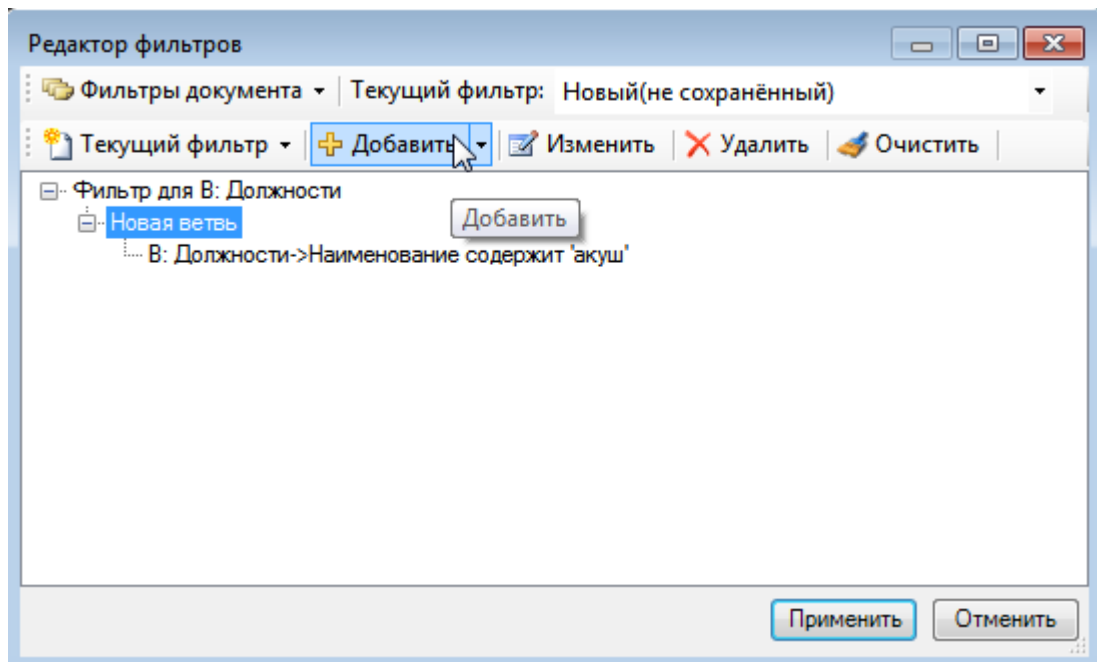 Редактор фильтров
Фильтры документа Текущий фильтр: Новый(не сохранённый)
Текущий фильтр Добавить Изменить Удалить Очистить
Фильтр для В: Должности
Новая ветвь
Добавить
В: Должности->Наименование содержит 'акуш'
Применить Отменить